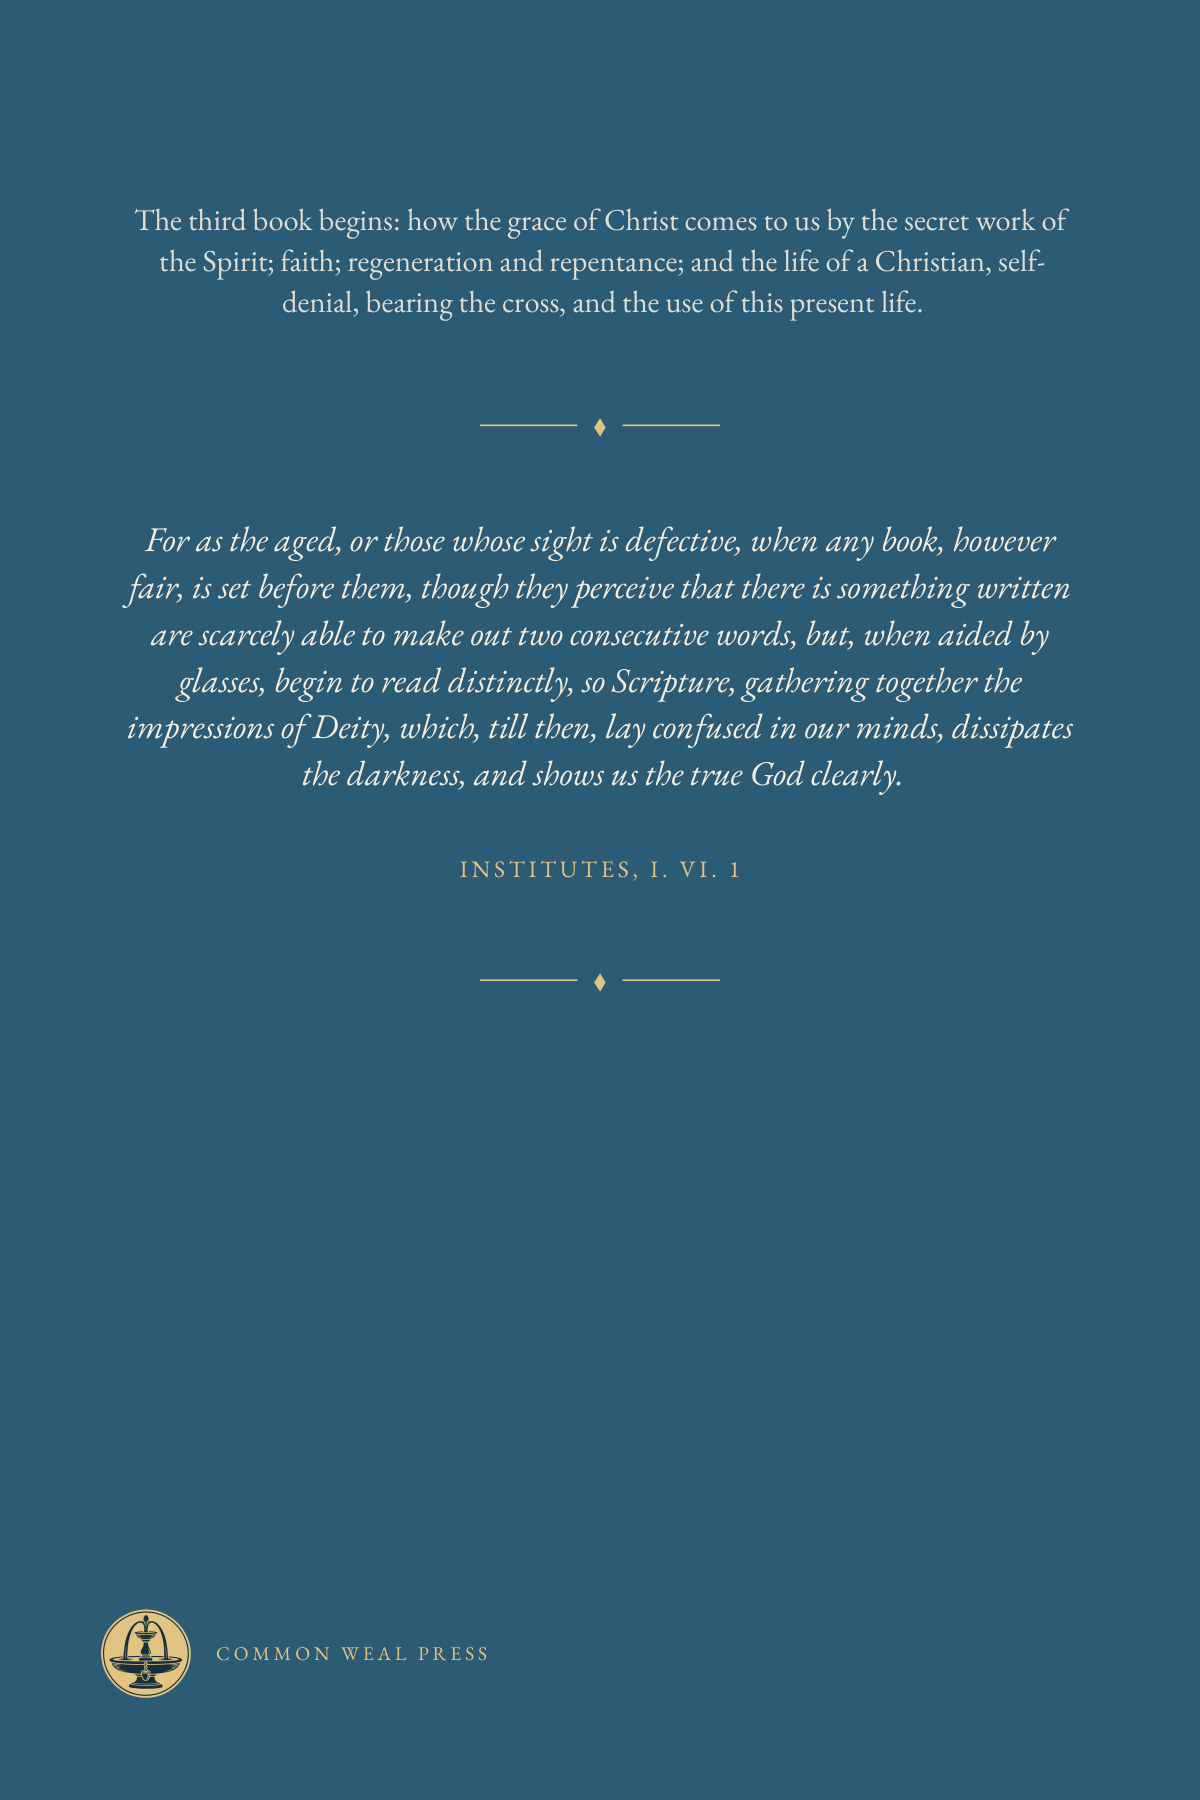 The third book begins: how the grace of Christ comes to us by the secret work of
the Spirit; faith; regeneration and repentance; and the life of a Christian, self-
denial, bearing the cross, and the use of this present life.
For as the aged, or those whose sight is defective, when any book, however
fair, is set before them, though they perceive that there is something written
are scarcely able to make out two consecutive words, but, when aided by
glasses, begin to read distinctly, so Scripture, gathering together the
impressions of Deity, which, till then, lay confused in our minds, dissipates
the darkness, and shows us the true God clearly.
INSTITUTES, I. VI. 1
COMMON WEAL PRESS